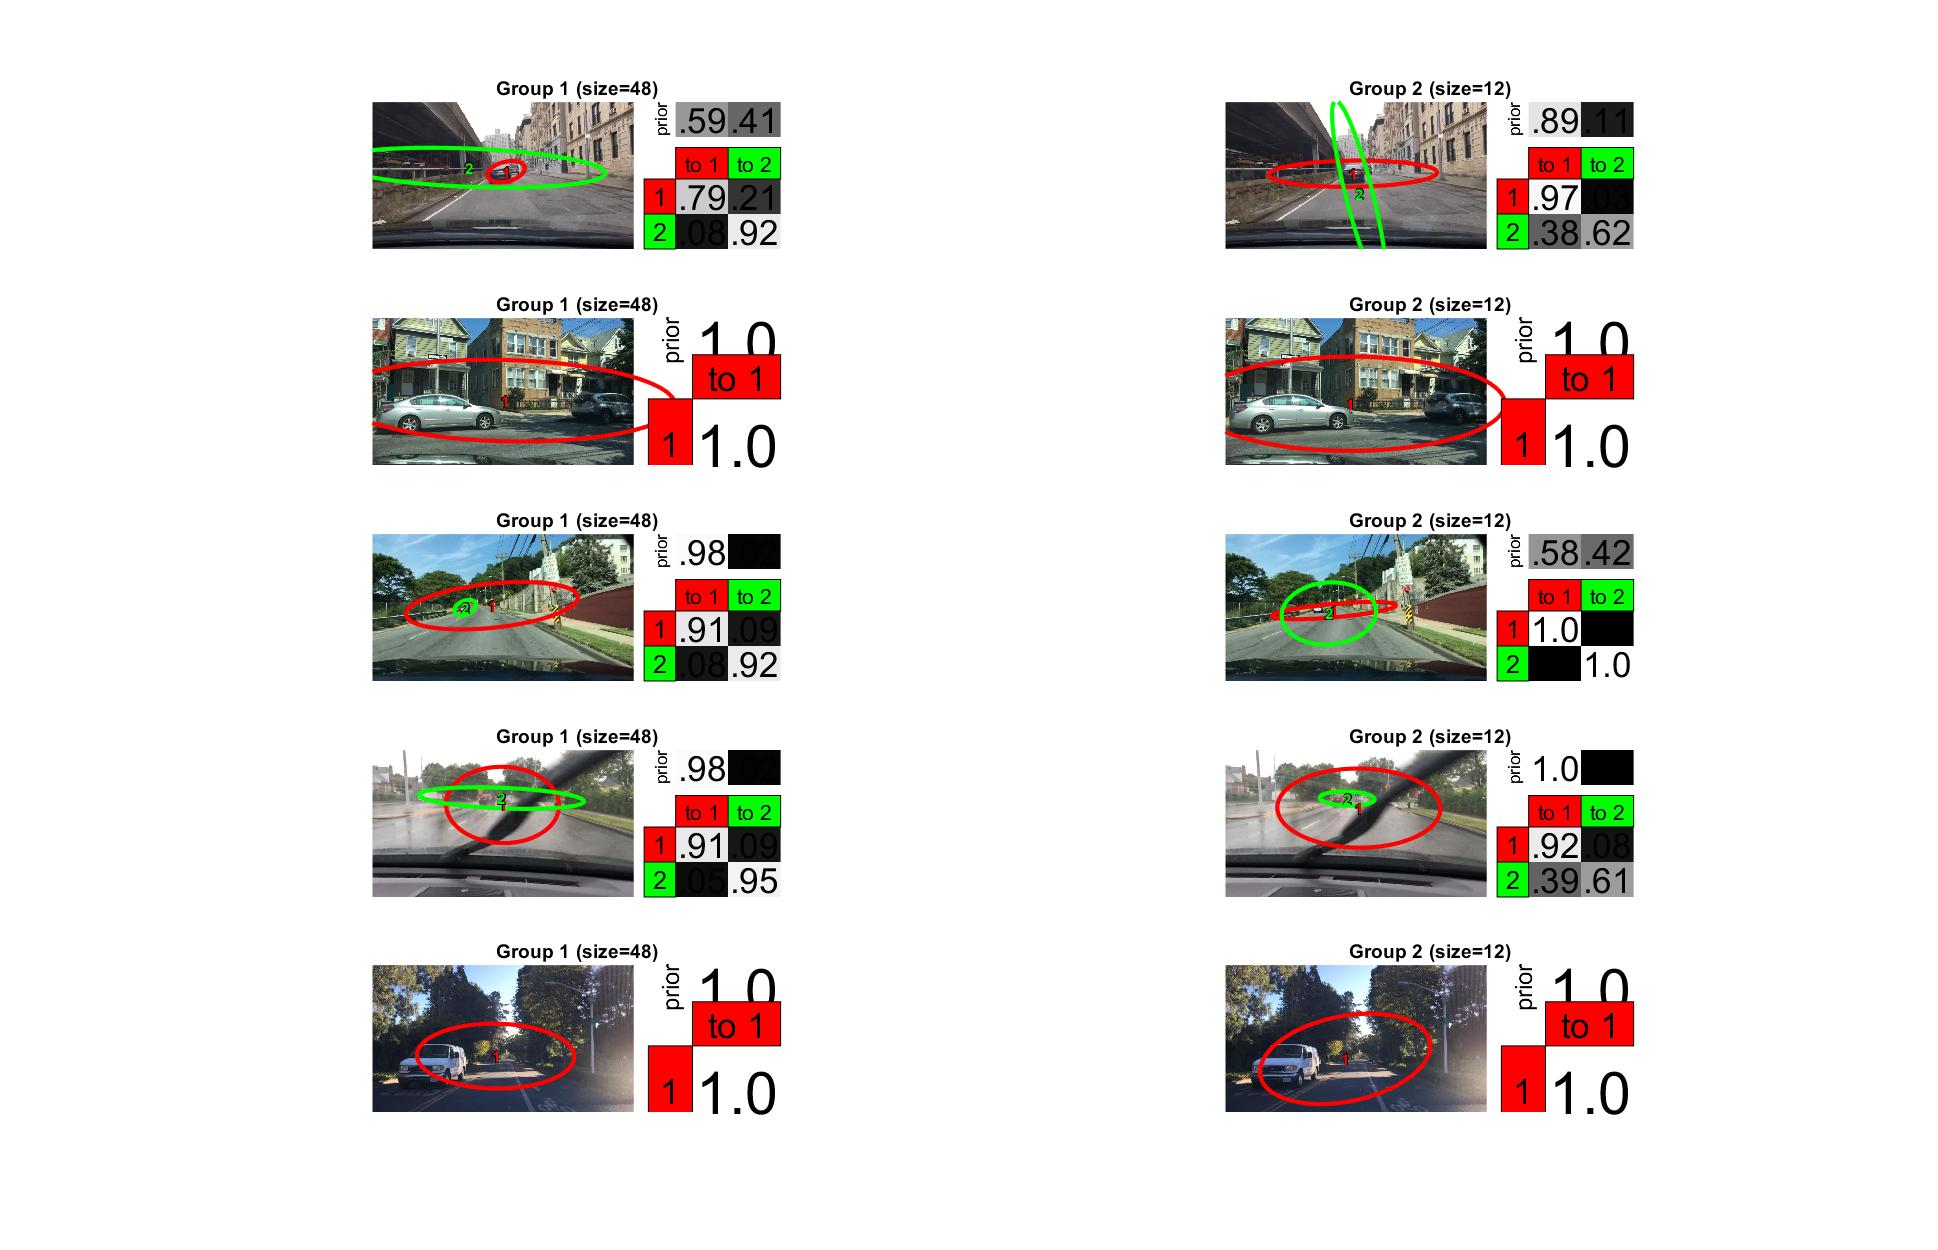 Group 1 (size=48)
prior .59 .41
to 1 to 2
1 .79 .21
2 .08 .92
2 1
Group 2 (size=12)
prior .89 .11
to 1 to 2
1 .97 .03
2 .38 .62
1
2
Group 1 (size=48)
prior 1.0
to 1
1 1.0
1
Group 2 (size=12)
prior 1.0
to 1
1 1.0
1
Group 1 (size=48)
prior .98 .02
to 1 to 2
1 .91 .09
2 .08 .92
2 1
Group 2 (size=12)
prior .58 .42
to 1 to 2
1 1.0
2 1.0
2
Group 1 (size=48)
prior .98 .02
to 1 to 2
1 .91 .09
2 .05 .95
2
1
Group 2 (size=12)
prior 1.0
to 1 to 2
1 .92 .08
2 .39 .61
2 1
Group 1 (size=48)
prior 1.0
to 1
1 1.0
1
Group 2 (size=12)
prior 1.0
to 1
1 1.0
1